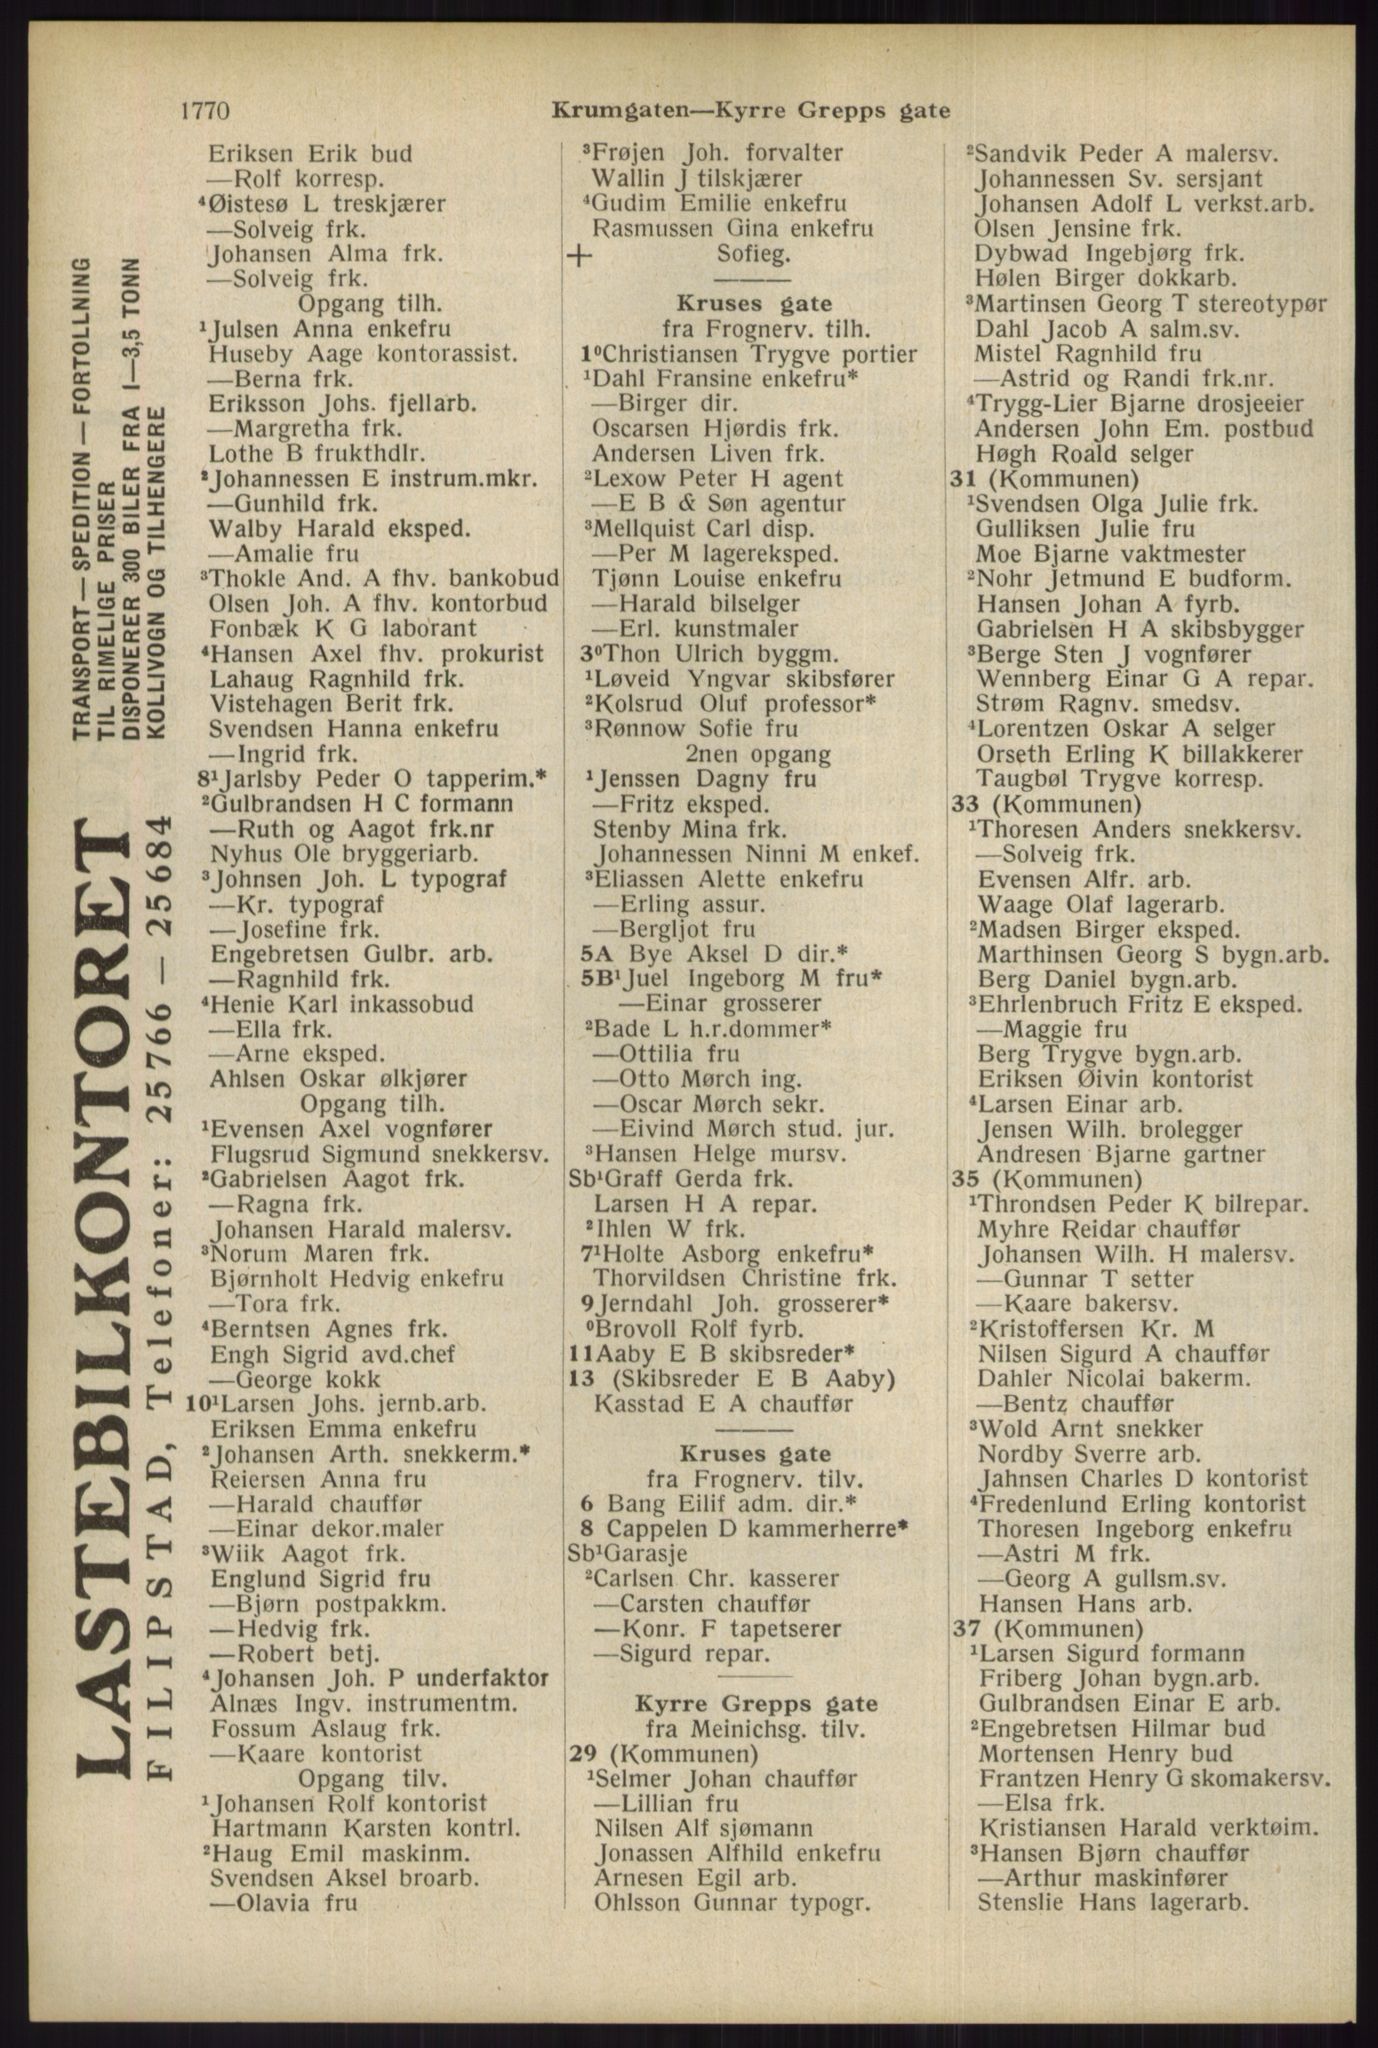 1770
Krumgaten—Kyrre Grepps gate
Eriksen Erik bud
—Rolf korresp.
⁴Øistesø L treskjærer
—Solveig frk.
Johansen Alma frk.
—Solveig frk.
Opgang tilh.
¹Julsen Anna enkefru
Huseby Aage kontorassist.
—Berna frk.
Eriksson Johs. fjellarb.
—Margretha frk.
Lothe B frukthdlr.
²Johannessen E instrum.mkr.
—Gunhild frk.
Walby Harald eksped.
—Amalie fru
³Thokle And. A fhv. bankobud
Olsen Joh. A fhv. kontorbud
Fonbæk K G laborant
⁴Hansen Axel fhv. prokurist
Lahaug Ragnhild frk.
Vistehagen Berit frk.
Svendsen Hanna enkefru
—Ingrid frk.
8¹Jarlsby Peder O tapperim.*
²Gulbrandsen H C formann
—Ruth og Aagot frk.nr
Nyhus Ole bryggeriarb.
³Johnsen Joh. L typograf
—Kr. typograf
—Josefine frk.
Engebretsen Gulbr. arb.
—Ragnhild frk.
⁴Henie Karl inkassobud
—Ella frk.
—Arne eksped.
Ahlsen Oskar ølkjører
Opgang tilh.
¹Evensen Axel vognfører
Flugsrud Sigmund snekkersv.
²Gabrielsen Aagot frk.
—Ragna frk.
Johansen Harald malersv.
³Norum Maren frk.
Bjørnholt Hedvig enkefru
—Tora frk.
⁴Berntsen Agnes frk.
Engh Sigrid avd.chef
—George kokk
10¹Larsen Johs. jernb.arb.
Eriksen Emma enkefru
²Johansen Arth. snekkerm.*
Reiersen Anna fru
—Harald chauffør
—Einar dekor.maler
³Wiik Aagot frk.
Englund Sigrid fru
—Bjørn postpakkm.
—Hedvig frk.
—Robert betj.
⁴Johansen Joh. P underfaktor
Alnæs Ingv. instrumentm.
Fossum Aslaug frk.
—Kaare kontorist
Opgang tilv.
¹Johansen Rolf kontorist
Hartmann Karsten kontrl.
²Haug Emil maskinm.
Svendsen Aksel broarb.
—Olavia fru
³Frøjen Joh. forvalter
Wallin J tilskjærer
⁴Gudim Emilie enkefru
Rasmussen Gina enkefru
+ Sofieg.
Kruses gate
fra Frognerv. tilh.
1⁰Christiansen Trygve portier
¹Dahl Fransine enkefru*
—Birger dir.
Oscarsen Hjørdis frk.
Andersen Liven frk.
²Lexow Peter H agent
—E B & Søn agentur
³Mellquist Carl disp.
—Per M lagereksped.
Tjønn Louise enkefru
—Harald bilselger
—Erl. kunstmaler
3⁰Thon Ulrich byggm.
¹Løveid Yngvar skibsfører
²Kolsrud Oluf professor*
³Rønnow Sofie fru
2nen opgang
¹Jenssen Dagny fru
—Fritz eksped.
Stenby Mina frk.
Johannessen Ninni M enkef.
³Eliassen Alette enkefru
—Erling assur.
—Bergljot fru
5A Bye Aksel D dir.*
5B¹Juel Ingeborg M fru*
—Einar grosserer
²Bade L h.r.dommer*
—Ottilia fru
—Otto Mørch ing.
—Oscar Mørch sekr.
—Eivind Mørch stud. jur.
³Hansen Helge mursv.
Sb¹Graff Gerda frk.
Larsen H A repar.
²Ihlen W frk.
7¹Holte Asborg enkefru*
Thorvildsen Christine frk.
9Jerndahl Joh. grosserer*
⁰Brovoll Rolf fyrb.
11Aaby E B skibsreder*
13 (Skibsreder E B Aaby)
Kasstad E A chauffør
Kruses gate
fra Frognerv. tilv.
6 Bang Eilif adm. dir.*
8 Cappelen D kammerherre*
Sb¹Garasje
²Carlsen Chr. kasserer
—Carsten chauffør
—Konr. F tapetserer
—Sigurd repar.
Kyrre Grepps gate
fra Meinichsg. tilv.
29 (Kommunen)
¹Selmer Johan chauffør
—Lillian fru
Nilsen Alf sjømann
Jonassen Alfhild enkefru
Arnesen Egil arb.
Ohlsson Gunnar typogr.
²Sandvik Peder A malersv.
Johannessen Sv. sersjant
Johansen Adolf L verkst.arb.
Olsen Jensine frk.
Dybwad Ingebjørg frk.
Hølen Birger dokkarb.
³Martinsen Georg T stereotypør
Dahl Jacob A salm.sv.
Mistel Ragnhild fru
—Astrid og Randi frk.nr.
⁴Trygg-Lier Bjarne drosjeeier
Andersen John Em. postbud
Høgh Roald selger
31 (Kommunen)
¹Svendsen Olga Julie frk.
Gulliksen Julie fru
Moe Bjarne vaktmester
²Nohr Jetmund E budform.
Hansen Johan A fyrb.
Gabrielsen H A skibsbygger
³Berge Sten J vognfører
Wennberg Einar G A repar.
Strøm Ragnv. smedsv.
⁴Lorentzen Oskar A selger
Orseth Erling K billakkerer
Taugbøl Trygve korresp.
33 (Kommunen)
¹Thoresen Anders snekkersv.
—Solveig frk.
Evensen Alfr. arb.
Waage Olaf lagerarb.
²Madsen Birger eksped.
Marthinsen Georg S bygn.arb.
Berg Daniel bygn.arb.
³Ehrlenbruch Fritz E eksped.
—Maggie fru
Berg Trygve bygn.arb.
Eriksen Øivin kontorist
⁴Larsen Einar arb.
Jensen Wilh. brolegger
Andresen Bjarne gartner
35 (Kommunen)
¹Throndsen Peder K bilrepar.
Myhre Reidar chauffør
Johansen Wilh. H malersv.
—Gunnar T setter
—Kaare bakersv.
²Kristoffersen Kr. M
Nilsen Sigurd A chauffør
Dahler Nicolai bakerm.
—Bentz chauffør
³Wold Arnt snekker
Nordby Sverre arb.
Jahnsen Charles D kontorist
⁴Fredenlund Erling kontorist
Thoresen Ingeborg enkefru
—Astri M frk.
—Georg A gullsm.sv.
Hansen Hans arb.
37 (Kommunen)
¹Larsen Sigurd formann
Friberg Johan bygn.arb.
Gulbrandsen Einar E arb.
²Engebretsen Hilmar bud
Mortensen Henry bud
Frantzen Henry G skomakersv.
—Elsa frk.
Kristiansen Harald verktøim.
³Hansen Bjørn chauffør
—Arthur maskinfører
Stenslie Hans lagerarb.
LASTEBILKONTORET
FILIPSTAD, Telefoner: 25766 — 25684
TRANSPORT—SPEDITION—FORTOLLNING
TIL RIMELIGE PRISER
DISPONERER 300 BILER FRA 1—3,5 TONN
KOLLIVOGN OG TILHENGERE